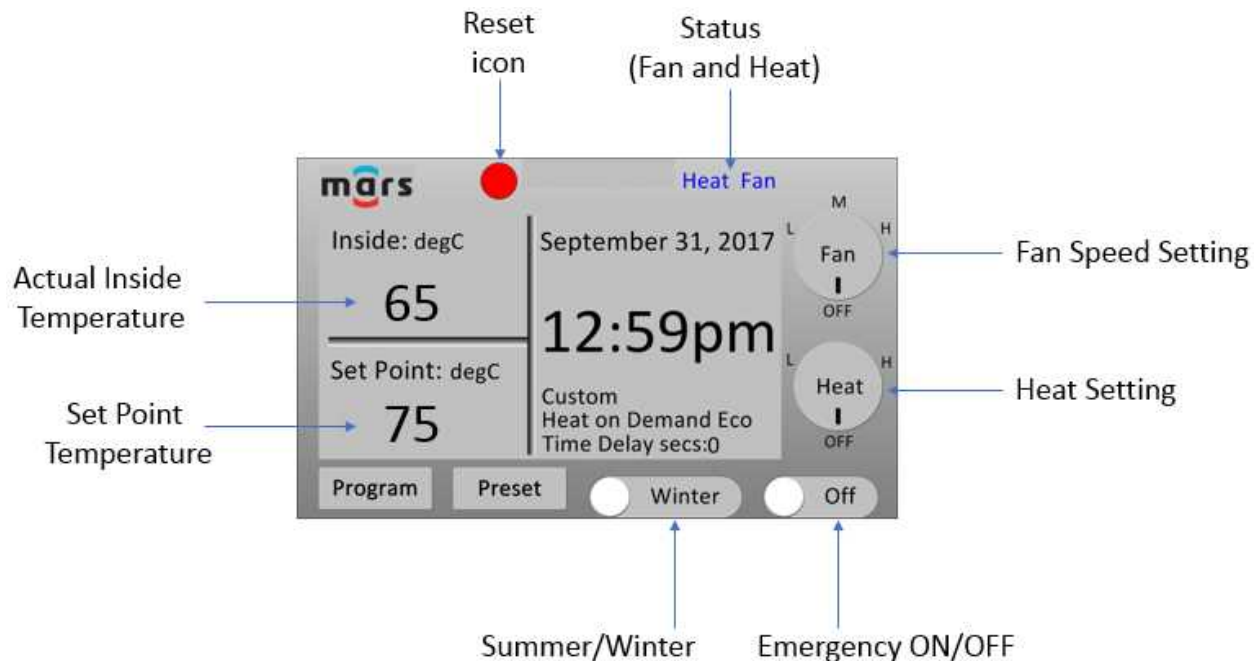 Reset
icon
Status
(Fan and Heat)
mars
Heat Fan
Inside: degC
65
September 31, 2017
12:59pm
Set Point: degC
75
Custom
Heat on Demand Eco
Time Delay secs:0
M
L
H
Fan
OFF
L
H
Heat
OFF
Program
Preset
Winter
Off
Actual Inside
Temperature
Set Point
Temperature
Fan Speed Setting
Heat Setting
Summer/Winter
Emergency ON/OFF